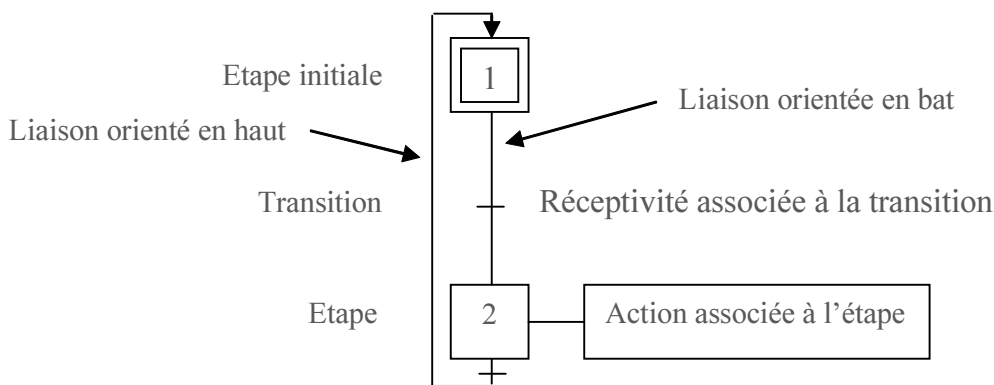 1
Etape initiale
Liaison orientée en bat
Liaison orienté en haut
Transition
Réceptivité associée à la transition
Etape
2
Action associée à l’étape